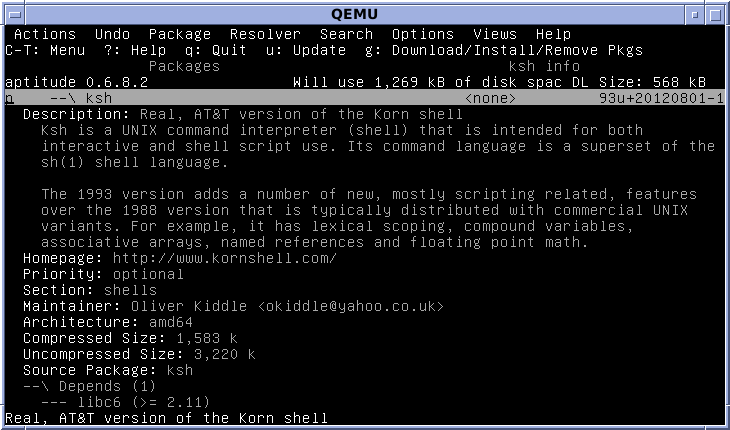 QEMU
Actions Undo Package Resolver Search Options Views Help
C-T: Menu ?: Help q: Quit u: Update g: Download/Install/Remove Pkgs
Packages ksh info
aptitude 0.6.8.2 Will use 1,269 kB of disk spac DL Size: 568 kB
p --\ ksh <none> 93u+20120801-1
Description: Real, AT&T version of the Korn shell
Ksh is a UNIX command interpreter (shell) that is intended for both
interactive and shell script use. Its command language is a superset of the
sh(1) shell language.
The 1993 version adds a number of new, mostly scripting related, features
over the 1988 version that is typically distributed with commercial UNIX
variants. For example, it has lexical scoping, compound variables,
associative arrays, named references and floating point math.
Homepage: http://www.kornshell.com/
Priority: optional
Section: shells
Maintainer: Oliver Kiddle <okiddle@yahoo.co.uk>
Architecture: amd64
Compressed Size: 1,583 k
Uncompressed Size: 3,220 k
Source Package: ksh
--\ Depends (1)
--- libc6 (>= 2.11)
Real, AT&T version of the Korn shell